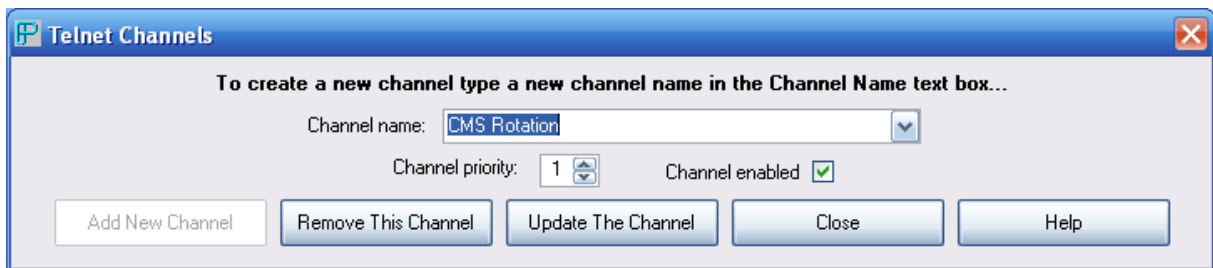 Telnet Channels
To create a new channel type a new channel name in the Channel Name text box...
Channel name: CMS Rotation
Channel priority: 1 Channel enabled
Add New Channel Remove This Channel Update The Channel Close Help